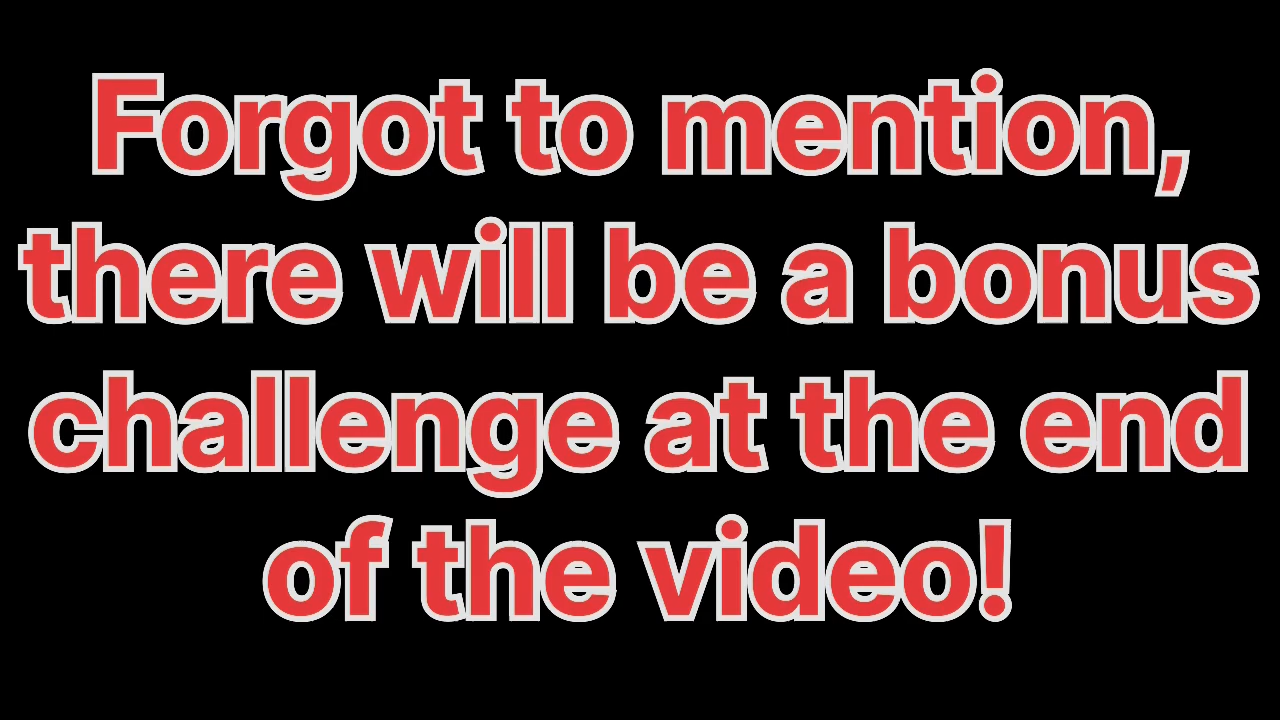 Forgot to mention,
there will be a bonus
challenge at the end
of the video!